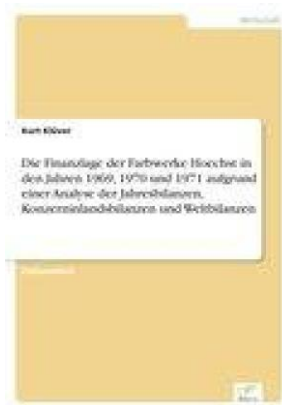 Kurt Klüver
Die Finanzlage der Farbwerke Hoechst in
den Jahren 1969, 1970 und 1971 aufgrund
einer Analyse der Jahresbilanzen,
Konzerninlandsbilanzen und Weltbilanzen